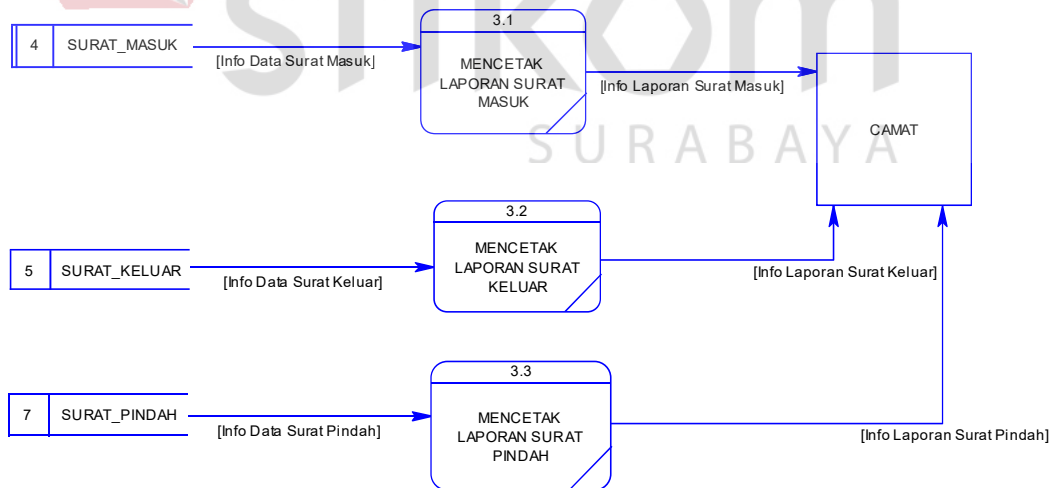 stikom
SURABAYA
4 SURAT_MASUK
[Info Data Surat Masuk]
3.1
MENCETAK
LAPORAN SURAT
MASUK
[Info Laporan Surat Masuk]
CAMAT
5 SURAT_KELUAR
[Info Data Surat Keluar]
3.2
MENCETAK
LAPORAN SURAT
KELUAR
[Info Laporan Surat Keluar]
7 SURAT_PINDAH
[Info Data Surat Pindah]
3.3
MENCETAK
LAPORAN SURAT
PINDAH
[Info Laporan Surat Pindah]